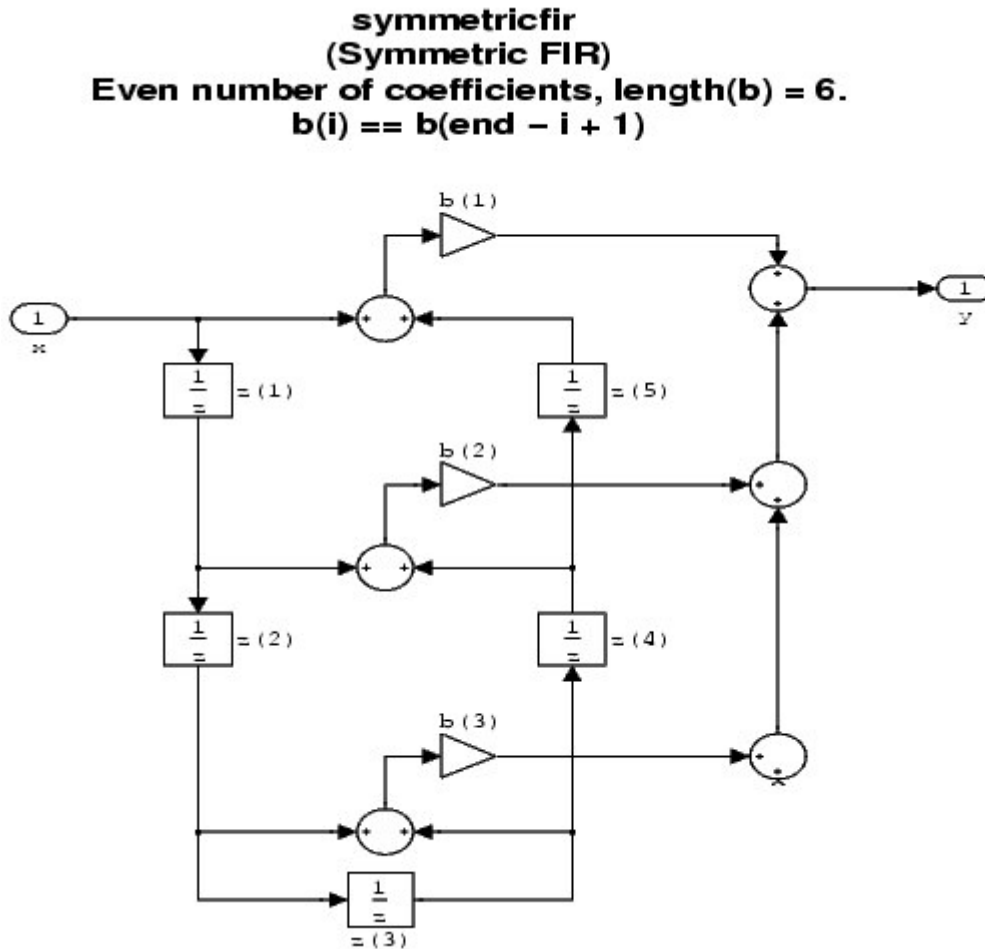 symmetricfir
(Symmetric FIR)
Even number of coefficients, length(b) = 6.
b(i) == b(end − i + 1)
b(1)
+
+
1
x
+ +
1
y
1
z
z(1)
1
z
z(5)
b(2)
+
+
+ +
1
z
z(2)
1
z
z(4)
b(3)
+
+
+ +
1
z
z(3)